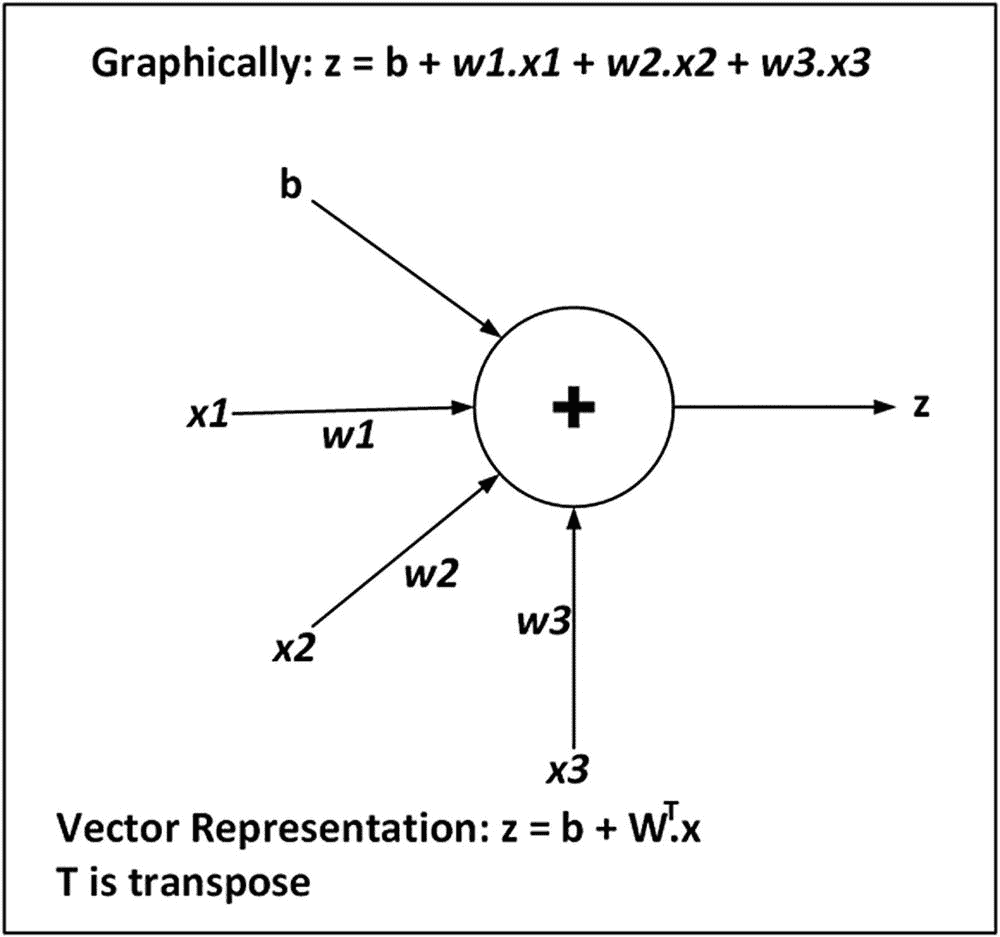 Graphically: z = b + w1.x1 + w2.x2 + w3.x3
b
+
x1
w1
z
w2
x2
w3
x3
Vector Representation: z = b + Wᵀ.x
T is transpose